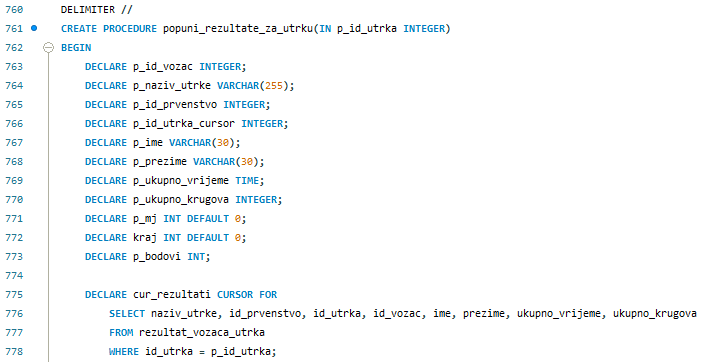 760 DELIMITER //
761 CREATE PROCEDURE popuni_rezultate_za_utrku(IN p_id_utrka INTEGER)
762 BEGIN
763 DECLARE p_id_vozac INTEGER;
764 DECLARE p_naziv_utrke VARCHAR(255);
765 DECLARE p_id_prvenstvo INTEGER;
766 DECLARE p_id_utrka_cursor INTEGER;
767 DECLARE p_ime VARCHAR(30);
768 DECLARE p_prezime VARCHAR(30);
769 DECLARE p_ukupno_vrijeme TIME;
770 DECLARE p_ukupno_krugova INTEGER;
771 DECLARE p_mj INT DEFAULT 0;
772 DECLARE kraj INT DEFAULT 0;
773 DECLARE p_bodovi INT;
774
775 DECLARE cur_rezultati CURSOR FOR
776 SELECT naziv_utrke, id_prvenstvo, id_utrka, id_vozac, ime, prezime, ukupno_vrijeme, ukupno_krugova
777 FROM rezultat_vozaca_utrka
778 WHERE id_utrka = p_id_utrka;